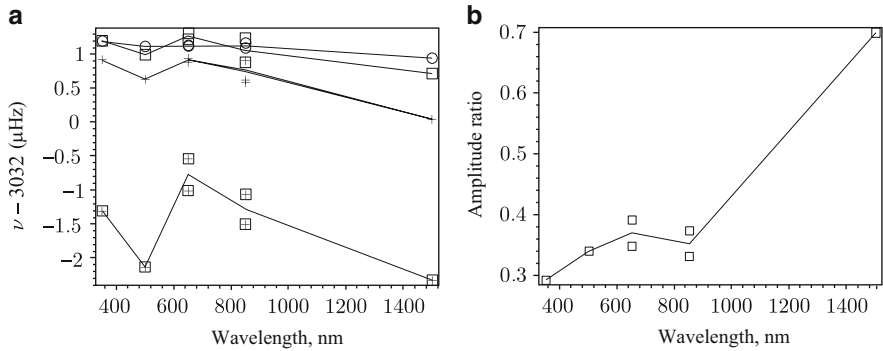 a
1
0.5
0
−0.5
−1
−1.5
−2
ν − 3032 (μHz)
400 600 800 1000 1200 1400
Wavelength, nm
b
0.7
0.6
0.5
0.4
0.3
Amplitude ratio
400 600 800 1000 1200 1400
Wavelength, nm